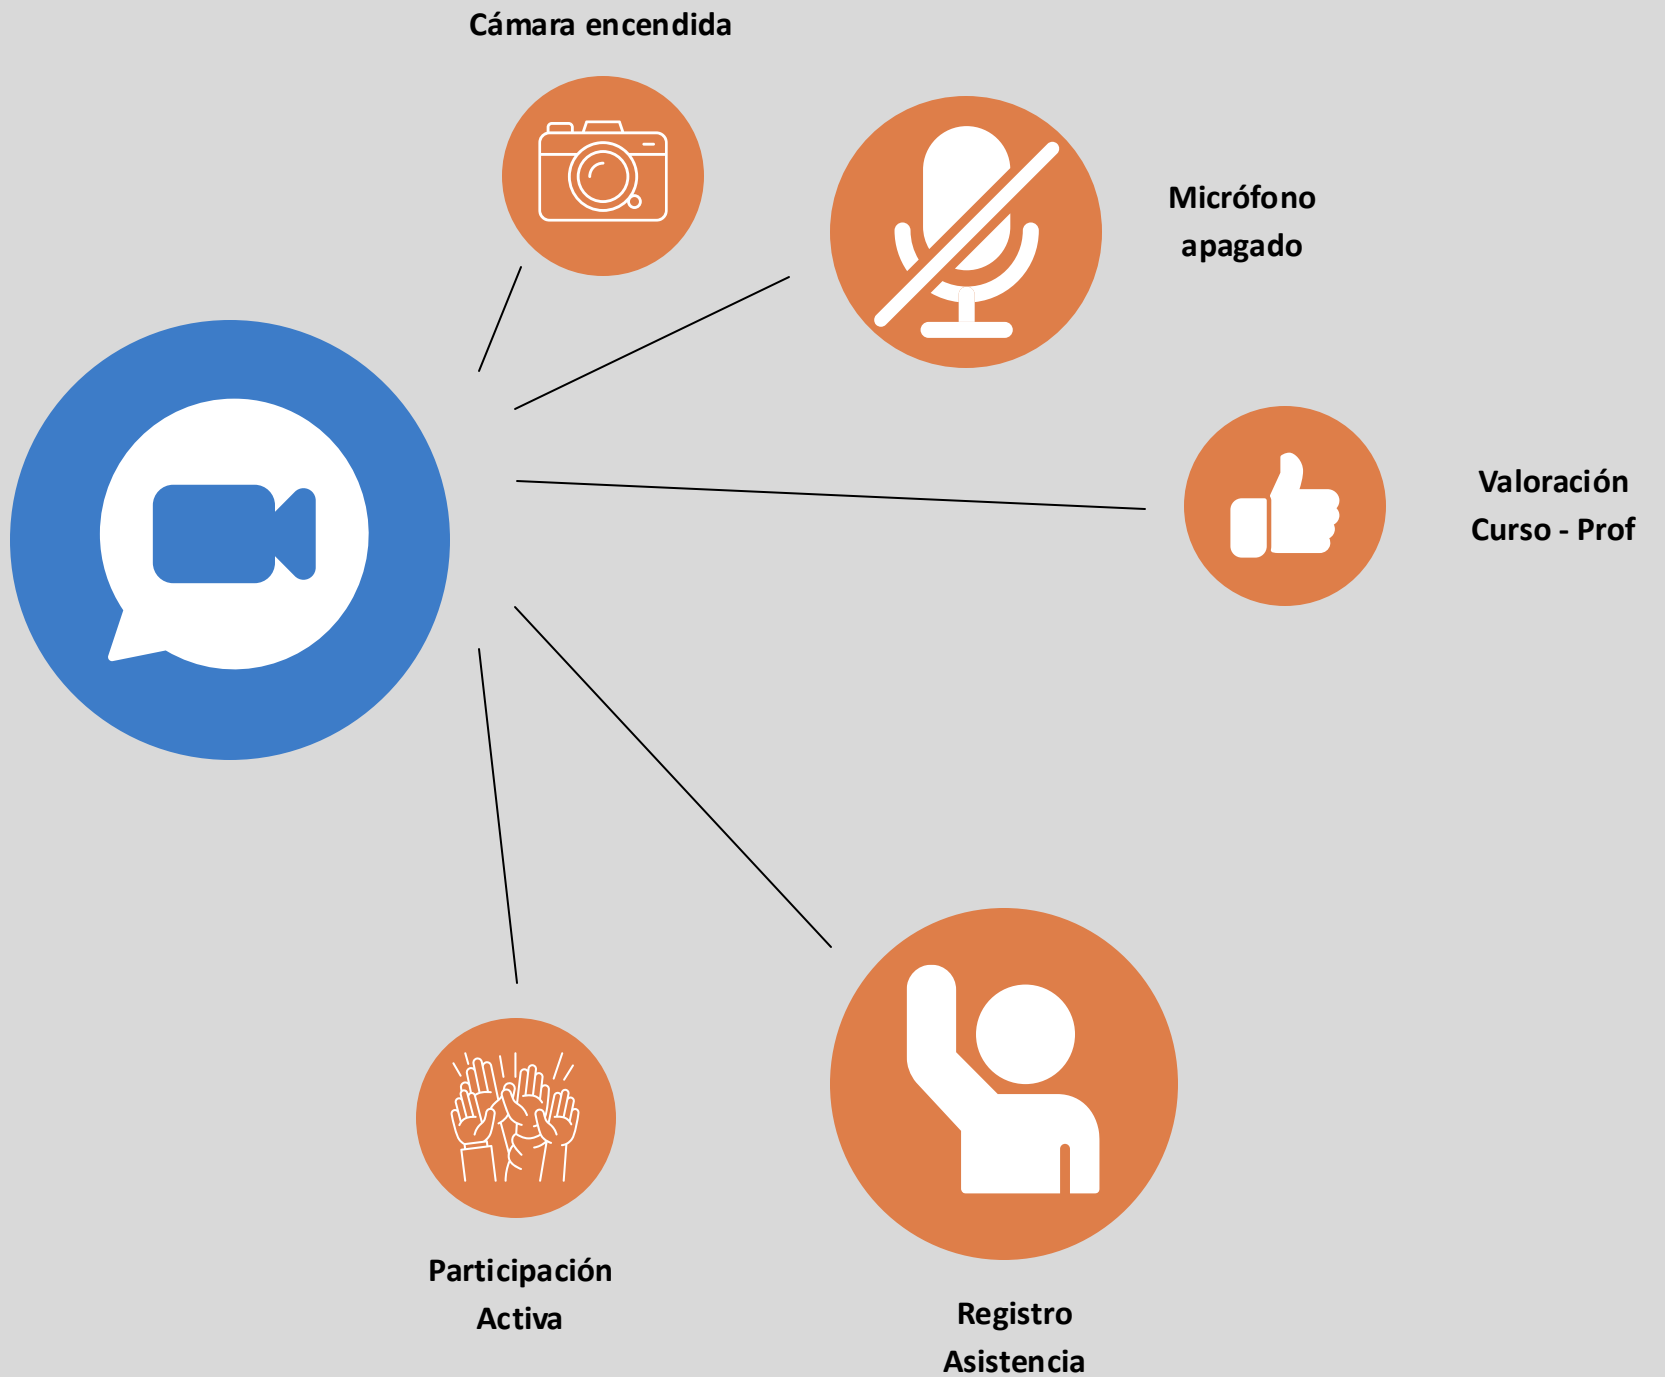 Cámara encendida
Micrófono
apagado
Valoración
Curso - Prof
Participación
Activa
Registro
Asistencia